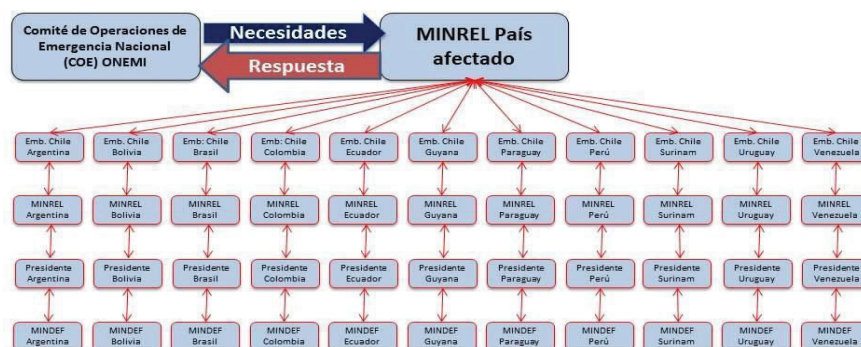 Comité de Operaciones de
Emergencia Nacional
(COE) ONEMI
Necesidades
Respuesta
MINREL País
afectado
Emb. Chile
Argentina
Emb. Chile
Bolivia
Emb. Chile
Brasil
Emb. Chile
Colombia
Emb. Chile
Ecuador
Emb. Chile
Guyana
Emb. Chile
Paraguay
Emb. Chile
Perú
Emb. Chile
Surinam
Emb. Chile
Uruguay
Emb. Chile
Venezuela
MINREL
Argentina
MINREL
Bolivia
MINREL
Brasil
MINREL
Colombia
MINREL
Ecuador
MINREL
Guyana
MINREL
Paraguay
MINREL
Perú
MINREL
Surinam
MINREL
Uruguay
MINREL
Venezuela
Presidente
Argentina
Presidente
Bolivia
Presidente
Brasil
Presidente
Colombia
Presidente
Ecuador
Presidente
Guyana
Presidente
Paraguay
Presidente
Perú
Presidente
Surinam
Presidente
Uruguay
Presidente
Venezuela
MINDEF
Argentina
MINDEF
Bolivia
MINDEF
Brasil
MINDEF
Colombia
MINDEF
Ecuador
MINDEF
Guyana
MINDEF
Paraguay
MINDEF
Perú
MINDEF
Surinam
MINDEF
Uruguay
MINDEF
Venezuela